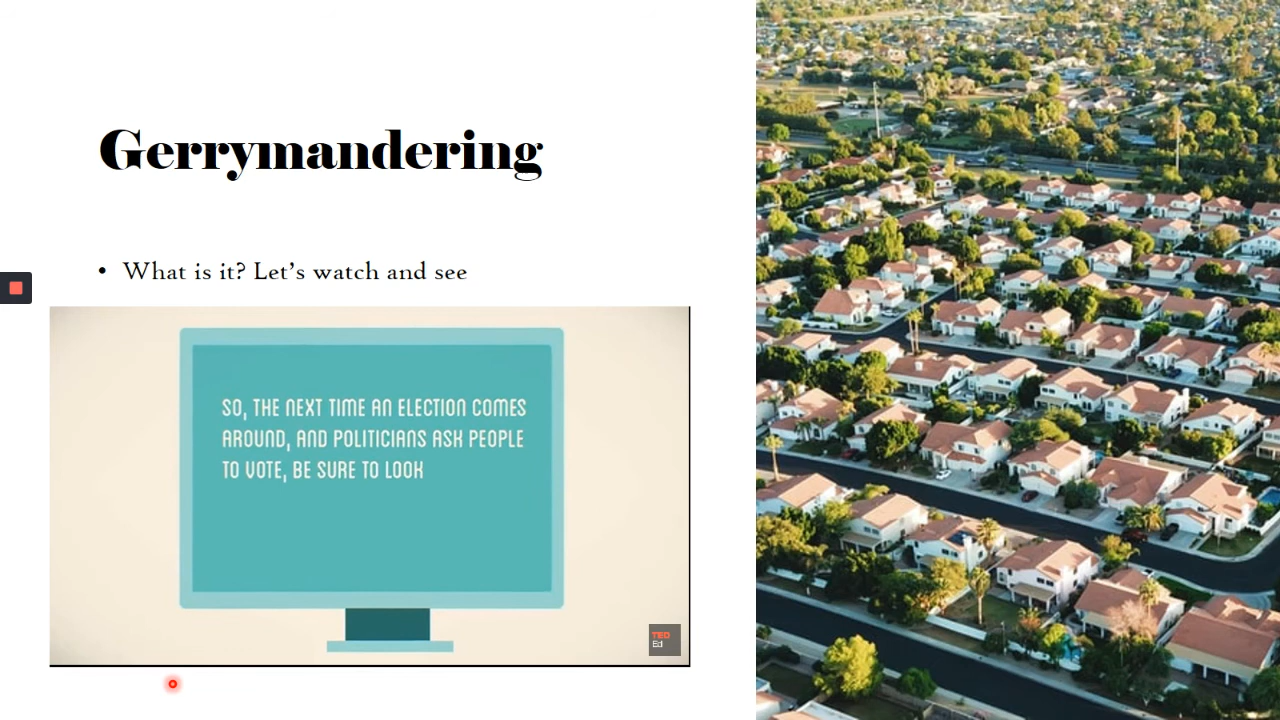 Gerrymandering
• What is it? Let’s watch and see
SO, THE NEXT TIME AN ELECTION COMES
AROUND, AND POLITICIANS ASK PEOPLE
TO VOTE, BE SURE TO LOOK
TED
Ed